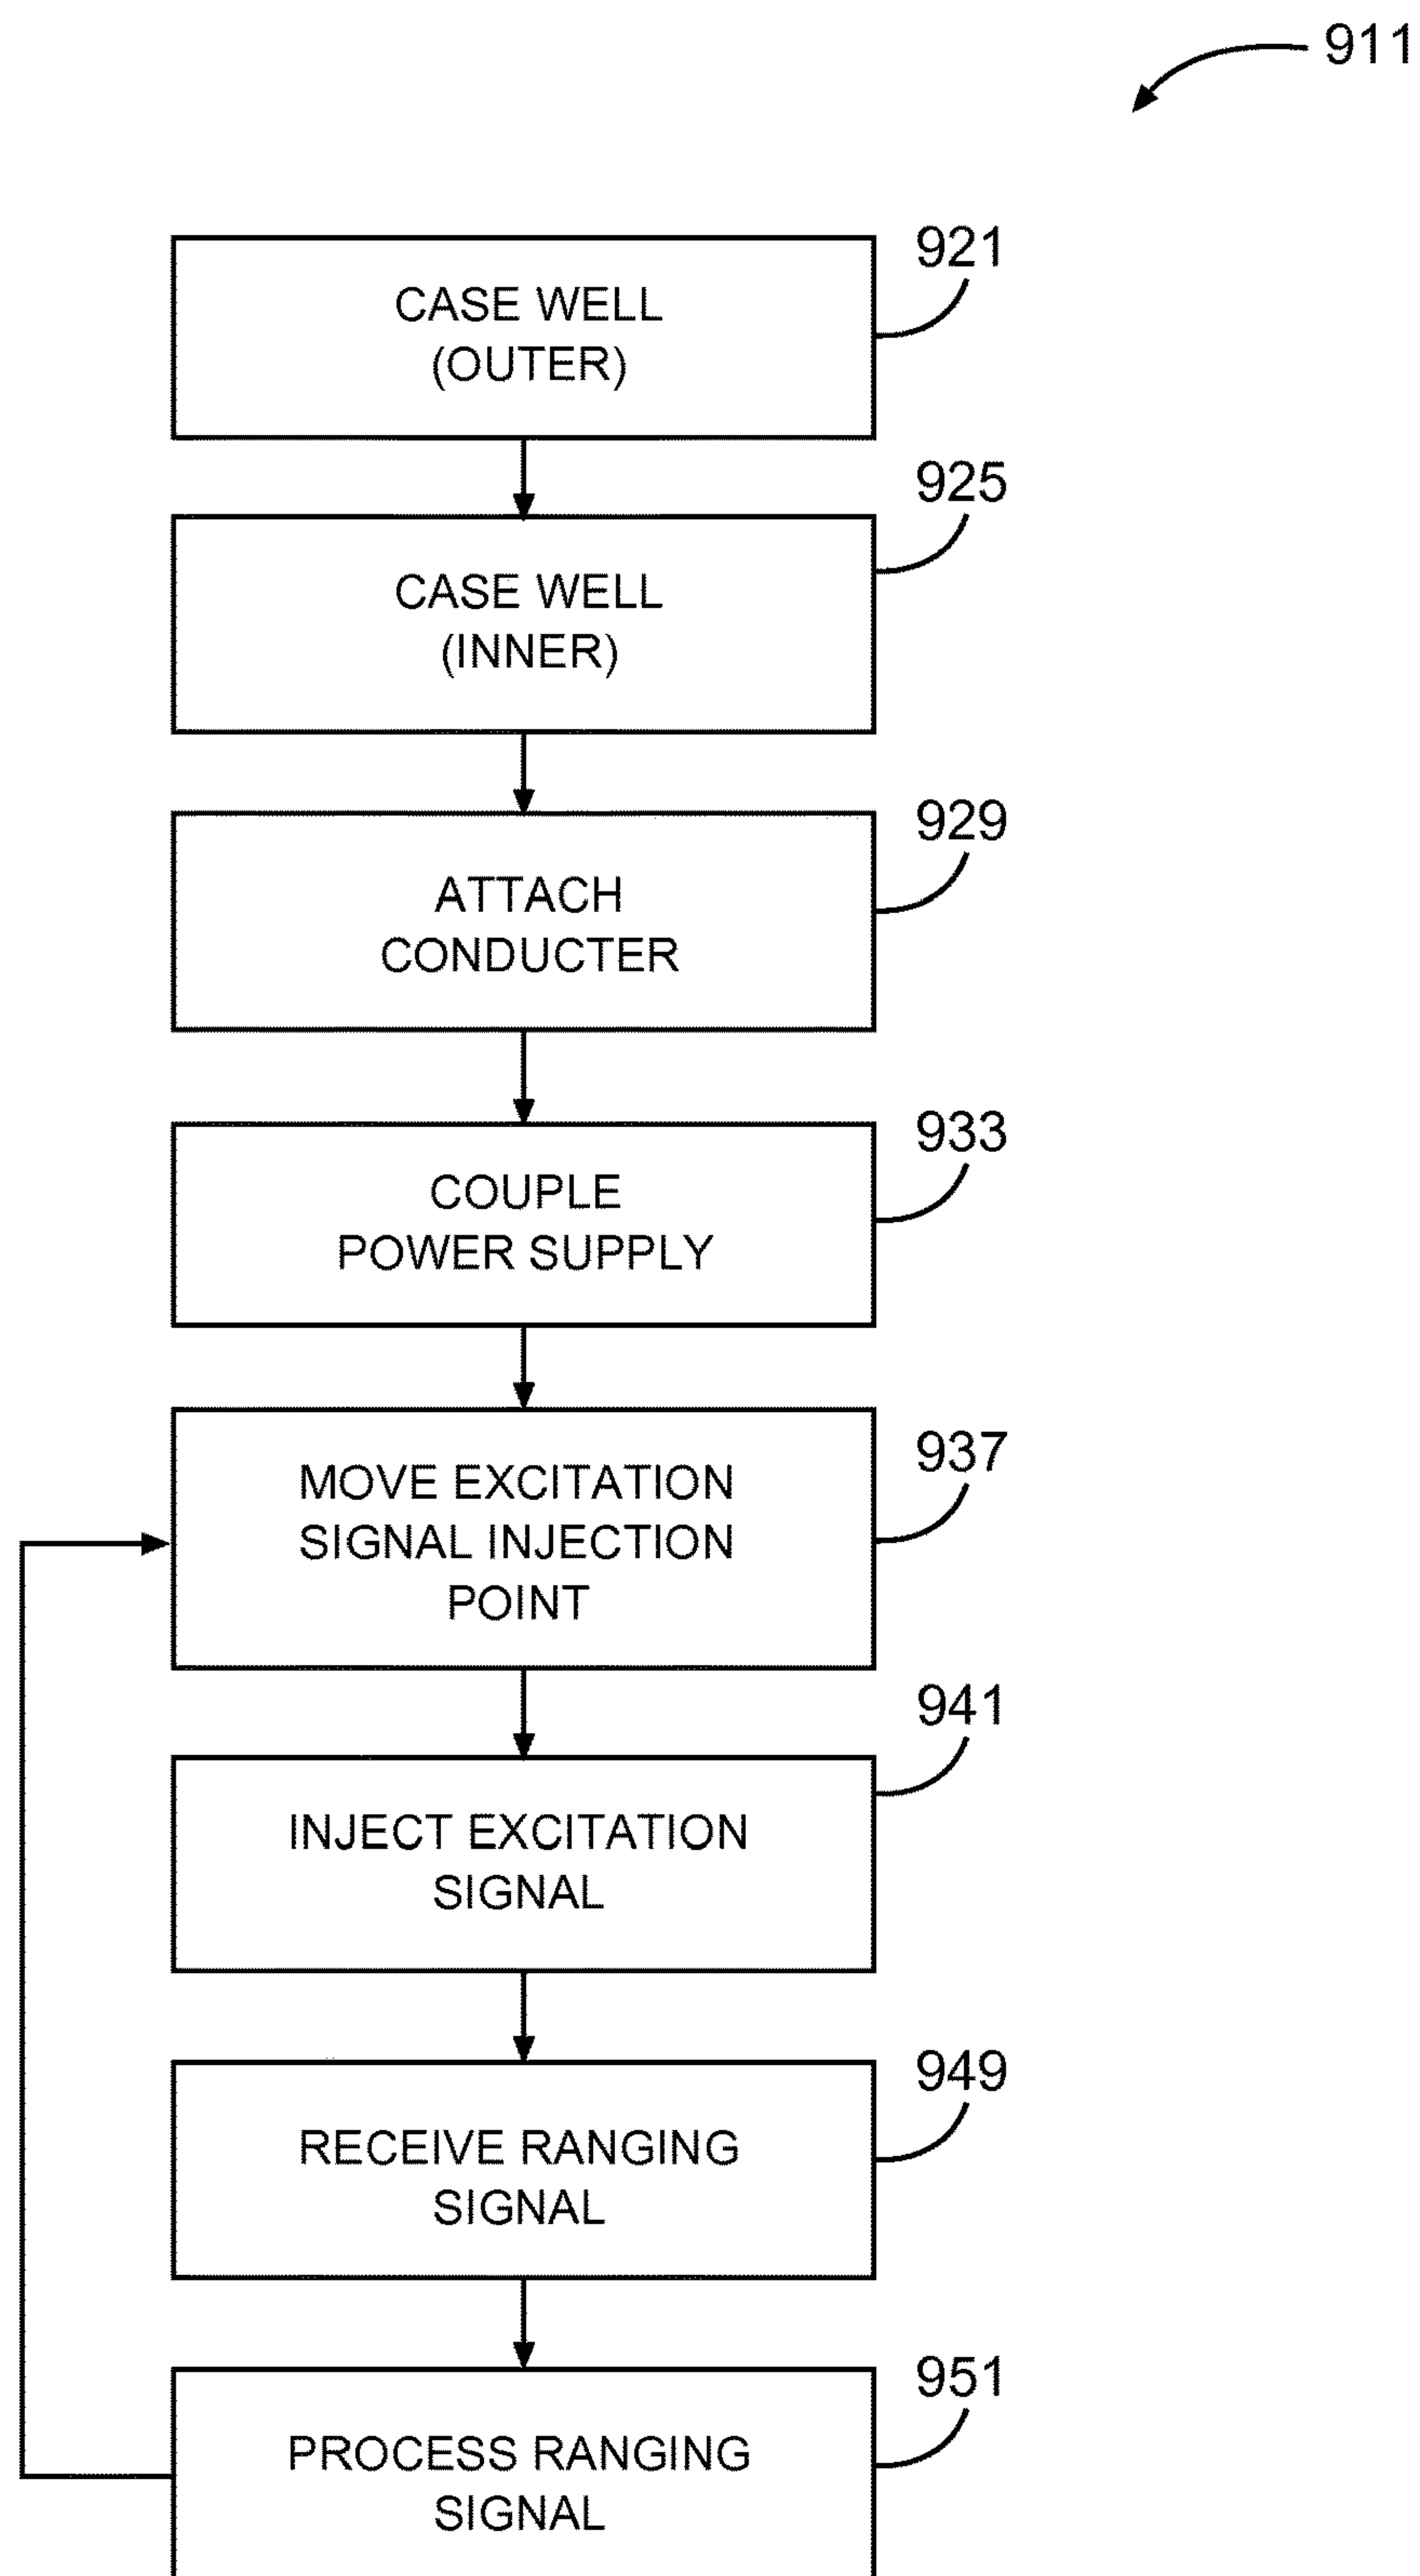 911
921
CASE WELL
(OUTER)
925
CASE WELL
(INNER)
929
ATTACH
CONDUCTER
933
COUPLE
POWER SUPPLY
937
MOVE EXCITATION
SIGNAL INJECTION
POINT
941
INJECT EXCITATION
SIGNAL
949
RECEIVE RANGING
SIGNAL
951
PROCESS RANGING
SIGNAL